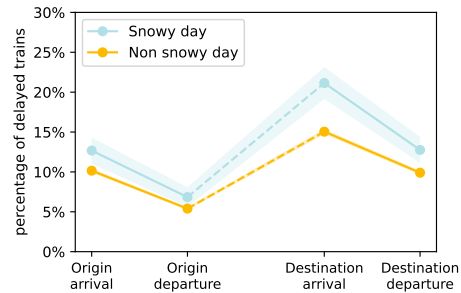 percentage of delayed trains
30%
25%
20%
15%
10%
5%
0%
Snowy day
Non snowy day
Origin
arrival
Origin
departure
Destination
arrival
Destination
departure